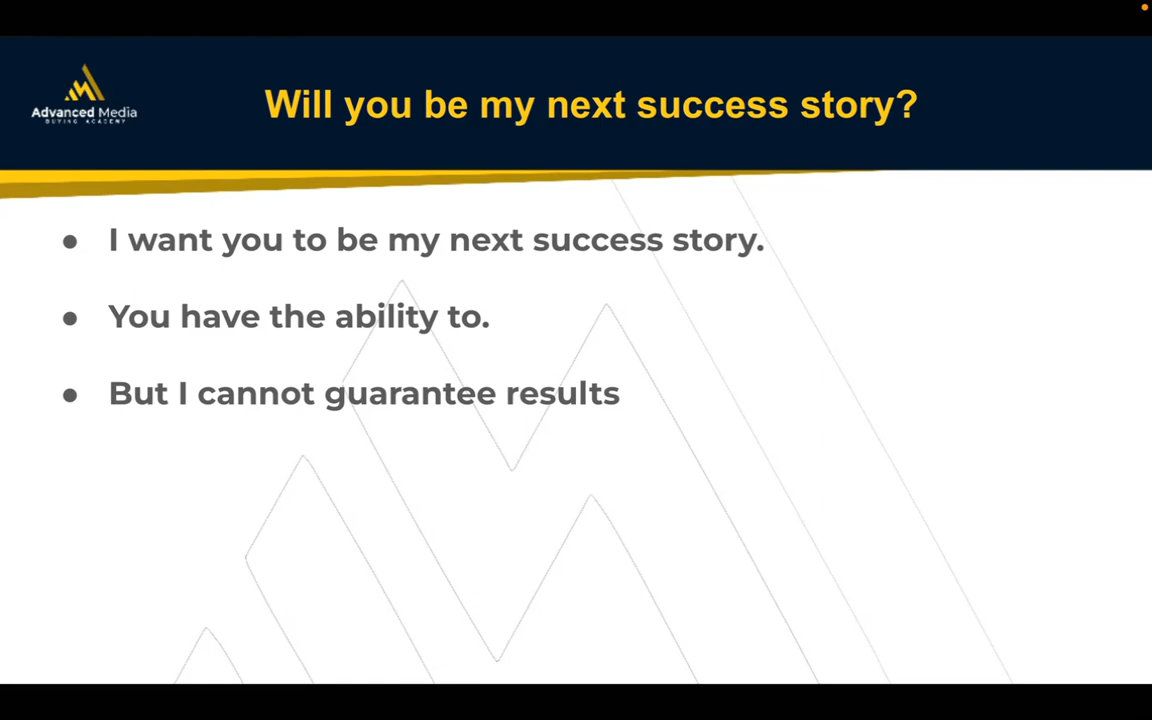 Will you be my next success story?
Advanced Media
BUYING ACADEMY
● I want you to be my next success story.
● You have the ability to.
● But I cannot guarantee results